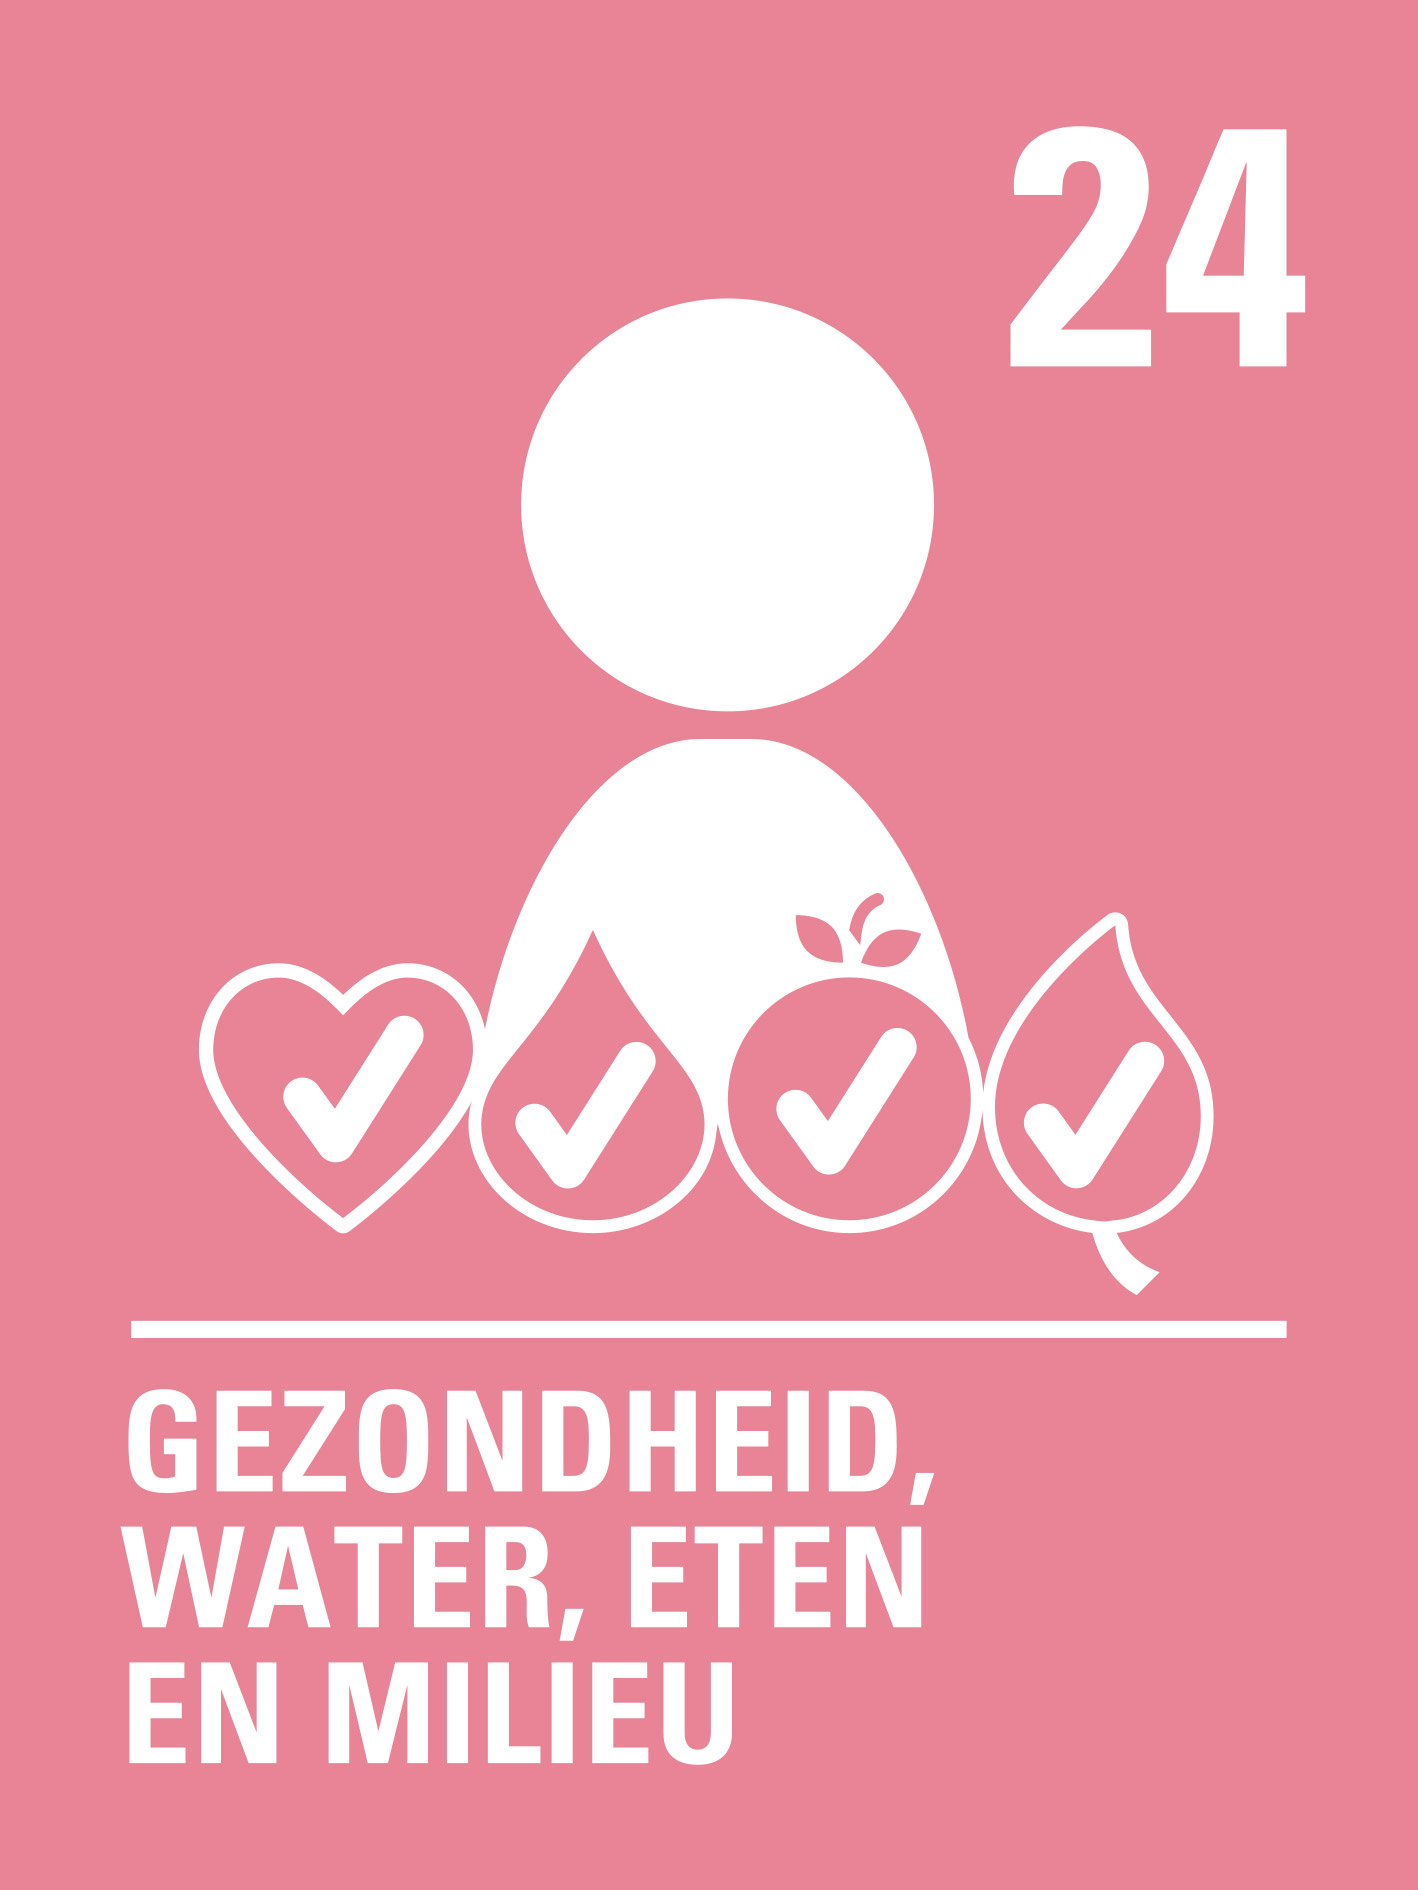 24
GEZONDHEID,
WATER, ETEN
EN MILIEU